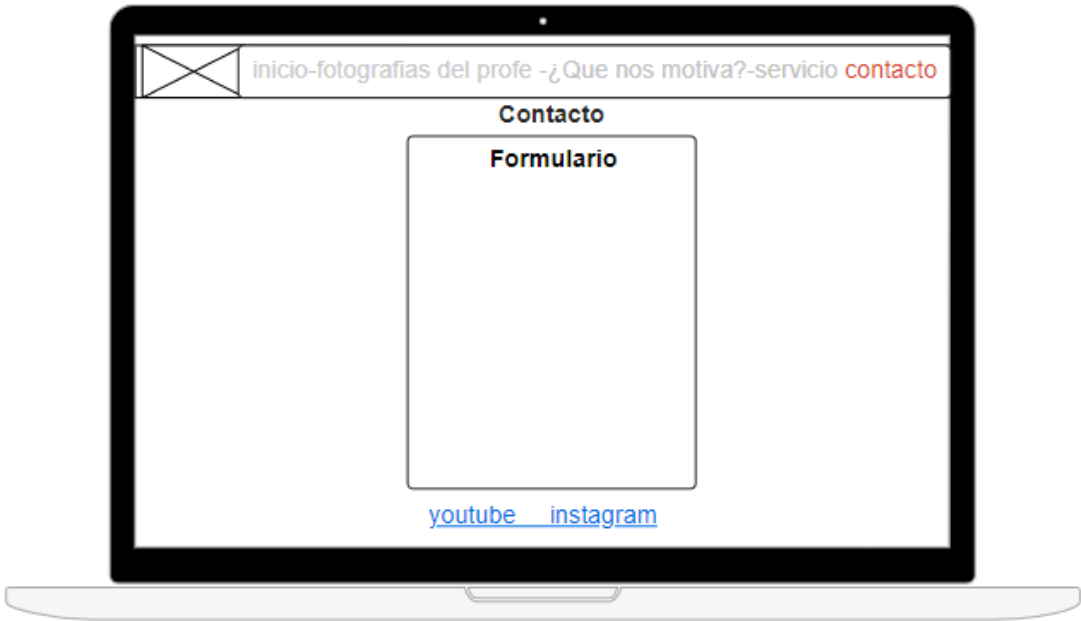 inicio-fotografias del profe -¿Que nos motiva?-servicio contacto
Contacto
Formulario
youtube instagram